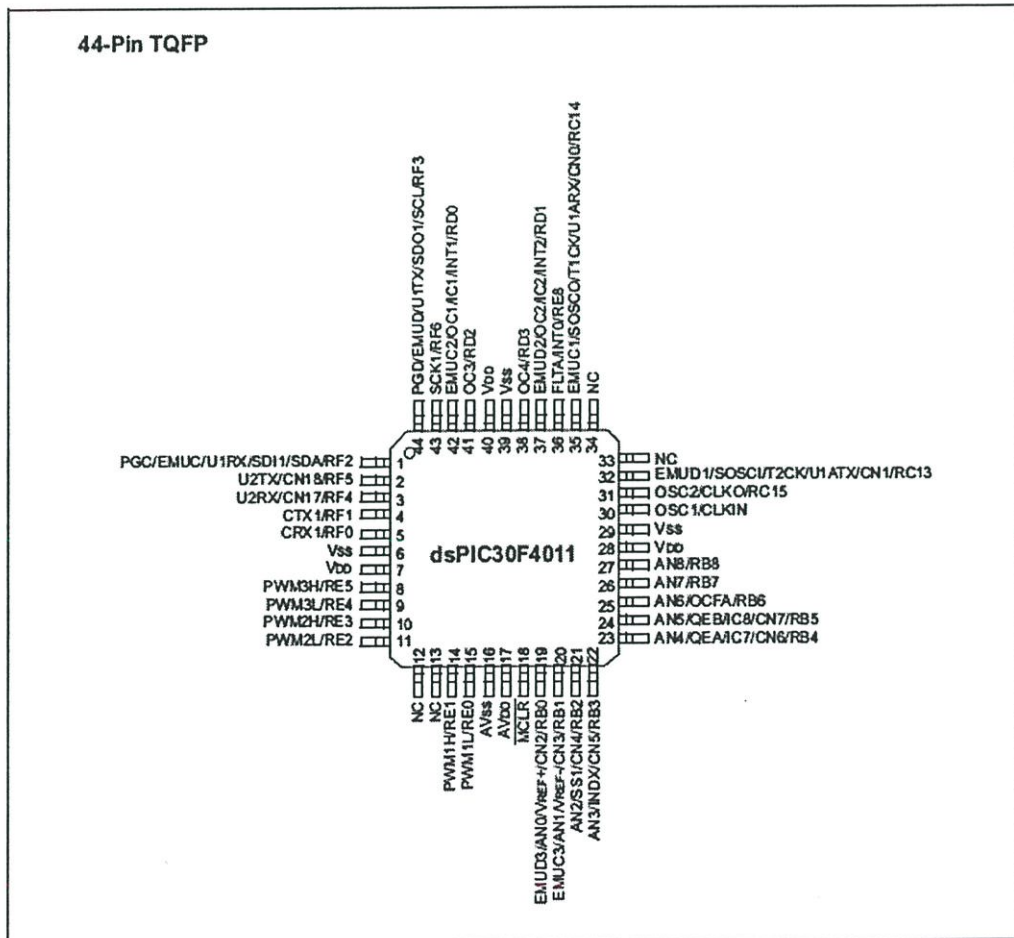 44-Pin TQFP
PGD/EMUD/U1TX/SDO1/SCL/RF3
SCK1/RF6
EMUC2/OC1/IC1/INT1/RD0
OC3/RD2
VDD
VSS
OC4/RD3
EMUD2/OC2/IC2/INT2/RD1
FLTA/INT0/RE8
EMUC1/SOSCO/T1CK/U1ARX/CN0/RC14
NC
44 43 42 41 40 39 38 37 36 35 34
PGC/EMUC/U1RX/SDI1/SDA/RF2 1
U2TX/CN18/RF5 2
U2RX/CN17/RF4 3
CTX1/RF1 4
CRX1/RF0 5
Vss 6
VDD 7
PWM3H/RE5 8
PWM3L/RE4 9
PWM2H/RE3 10
PWM2L/RE2 11
dsPIC30F4011
33 NC
32 EMUD1/SOSCI/T2CK/U1ATX/CN1/RC13
31 OSC2/CLKO/RC15
30 OSC1/CLKIN
29 Vss
28 VDD
27 AN8/RB8
26 AN7/RB7
25 AN6/OCFA/RB6
24 AN5/QEB/IC8/CN7/RB5
23 AN4/QEA/IC7/CN6/RB4
12 13 14 15 16 17 18 19 20 21 22
NC
NC
PWM1H/RE1
PWM1L/RE0
AVss
AVDD
MCLR
EMUD3/AN0/VREF+/CN2/RB0
EMUC3/AN1/VREF-/CN3/RB1
AN2/SS1/CN4/RB2
AN3/INDX/CN5/RB3